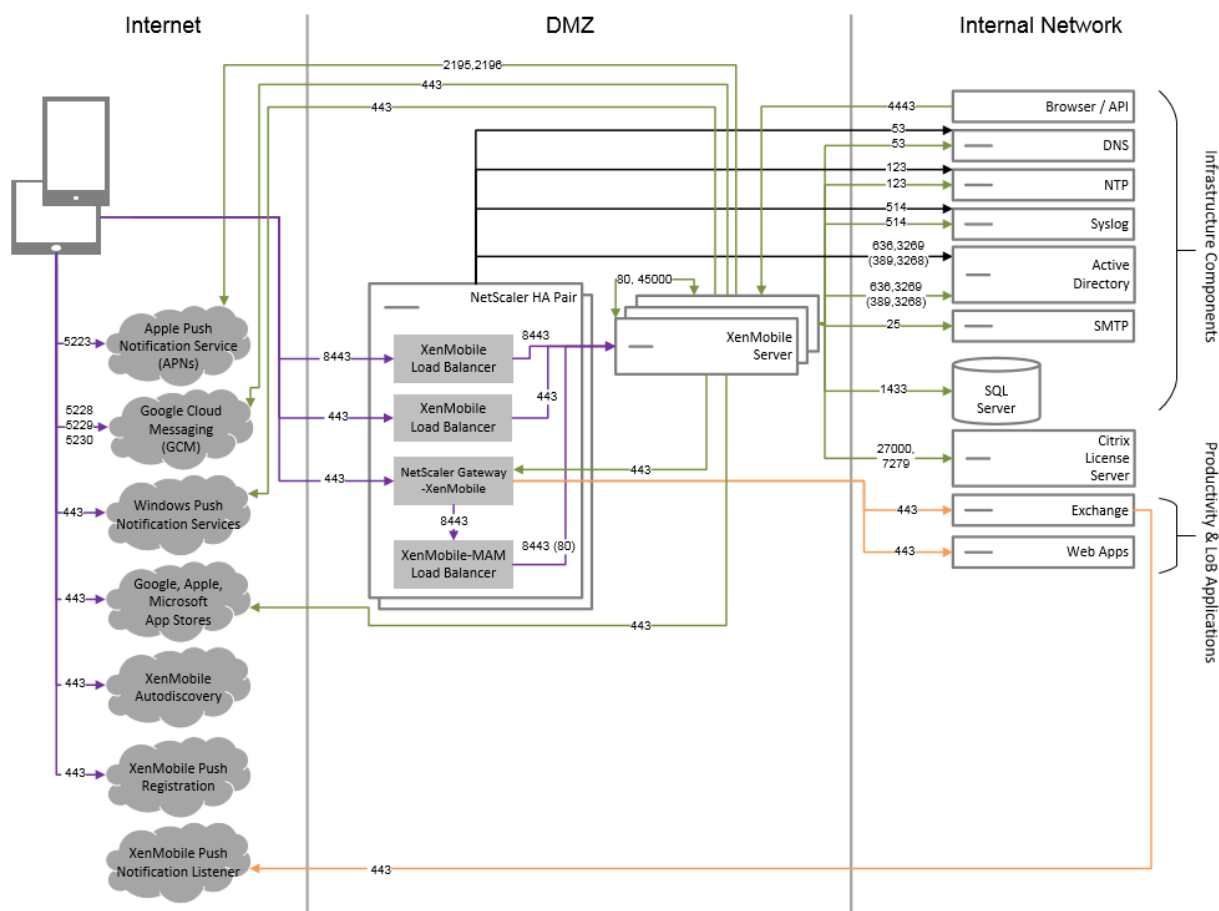 Internet
DMZ
Internal Network
2195,2196
443
443
4443
Browser / API
53
53
DNS
123
123
NTP
514
514
Syslog
636,3269
(389,3268)
Active
Directory
636,3269
(389,3268)
25
SMTP
1433
SQL
Server
27000,
7279
Citrix
License
Server
443
Exchange
443
Web Apps
Infrastructure Components
Productivity & LoB Applications
NetScaler HA Pair
80, 45000
XenMobile
Server
8443
XenMobile
Load Balancer
8443
443
XenMobile
Load Balancer
443
443
NetScaler Gateway
-XenMobile
443
8443
8443 (80)
XenMobile-MAM
Load Balancer
443
5223
Apple Push
Notification Service
(APNs)
5228
5229
5230
Google Cloud
Messaging
(GCM)
443
Windows Push
Notification Services
443
Google, Apple,
Microsoft
App Stores
443
XenMobile
Autodiscovery
443
XenMobile Push
Registration
XenMobile Push
Notification Listener
443